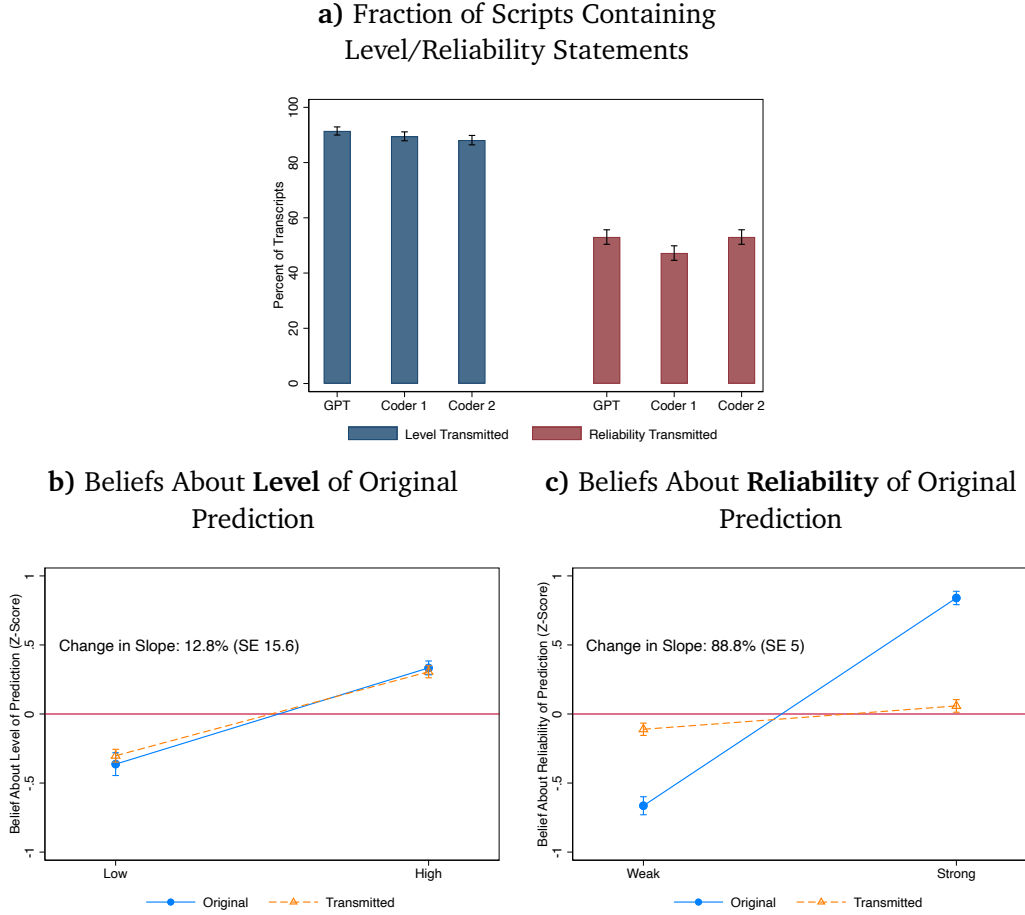 a) Fraction of Scripts Containing
Level/Reliability Statements
Percent of Transcripts
100
80
60
40
20
0
GPT Coder 1 Coder 2 GPT Coder 1 Coder 2
Level Transmitted Reliability Transmitted
b) Beliefs About Level of Original
Prediction
Belief About Level of Prediction (Z-Score)
1
.5
0
-.5
-1
Change in Slope: 12.8% (SE 15.6)
Low High
Original Transmitted
c) Beliefs About Reliability of Original
Prediction
Belief About Reliability of Prediction (Z-Score)
1
.5
0
-.5
-1
Change in Slope: 88.8% (SE 5)
Weak Strong
Original Transmitted